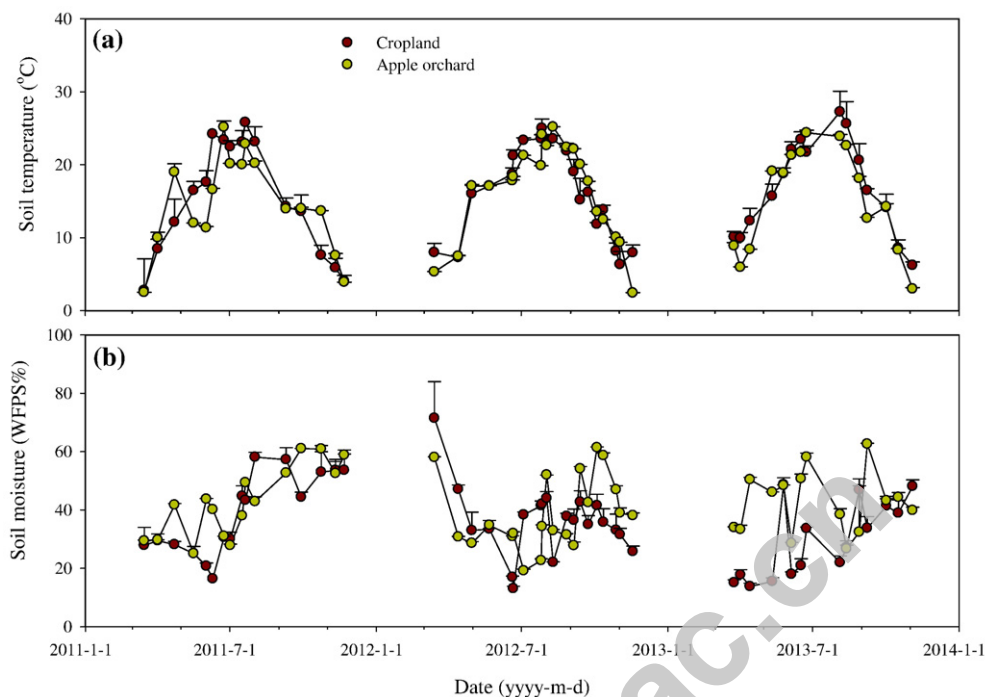 (a)
Cropland
Apple orchard
Soil temperature (°C)
40
30
20
10
0
(b)
Soil moisture (WFPS%)
100
80
60
40
20
0
2011-1-1 2011-7-1 2012-1-1 2012-7-1 2013-1-1 2013-7-1 2014-1-1
Date (yyyy-m-d)
ac.cn